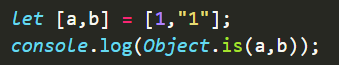 let [a,b] = [1,"1"];
console.log(Object.is(a,b));